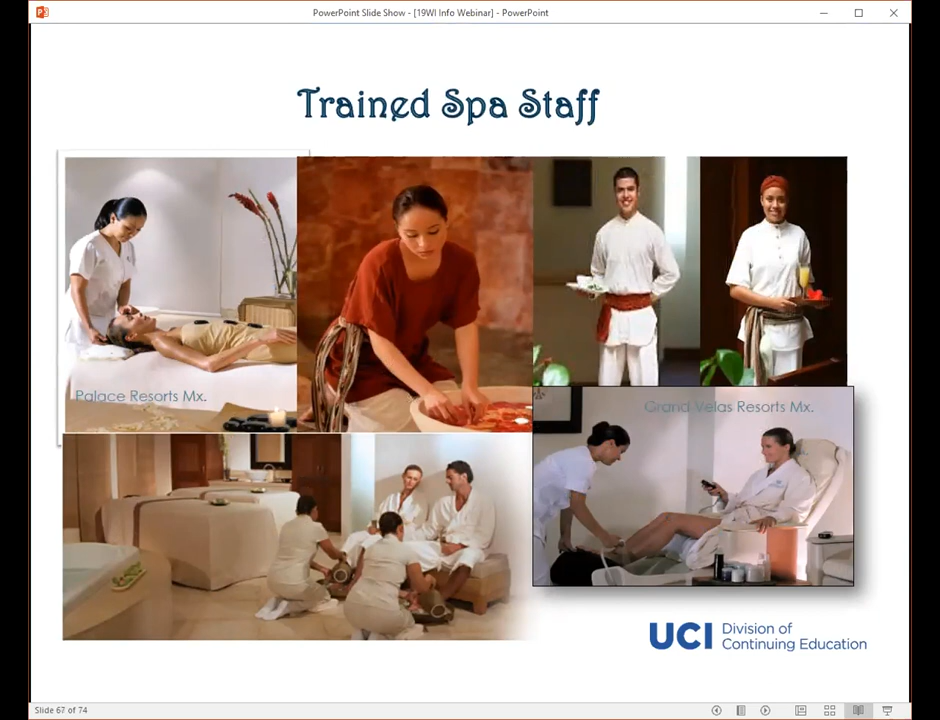 PowerPoint Slide Show - [19WI Info Webinar] - PowerPoint
Trained Spa Staff
Palace Resorts Mx.
Grand Velas Resorts Mx.
UCI Division of
Continuing Education
Slide 67 of 74